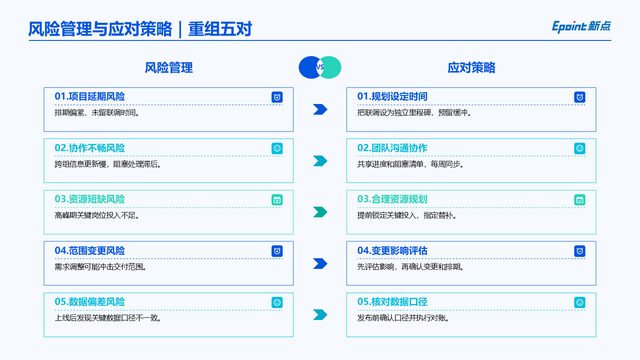 风险管理与应对策略｜重组五对
Epoint新点
风险管理
VS
应对策略
01.项目延期风险
排期偏紧，未留联调时间。
01.规划设定时间
把联调设为独立里程碑，预留缓冲。
02.协作不畅风险
跨组信息更新慢，阻塞处理滞后。
02.团队沟通协作
共享进度和阻塞清单，每周同步。
03.资源短缺风险
高峰期关键岗位投入不足。
03.合理资源规划
提前锁定关键投入，指定替补。
04.范围变更风险
需求调整可能冲击交付范围。
04.变更影响评估
先评估影响，再确认变更和排期。
05.数据偏差风险
上线后发现关键数据口径不一致。
05.核对数据口径
发布前确认口径并执行对账。